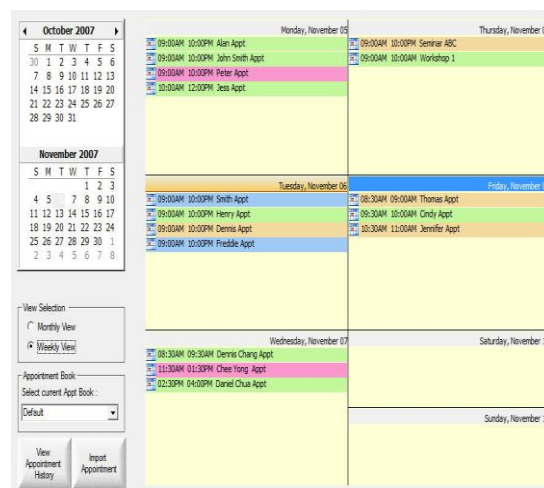 October 2007
S M T W T F S
30 1 2 3 4 5 6
7 8 9 10 11 12 13
14 15 16 17 18 19 20
21 22 23 24 25 26 27
28 29 30 31
November 2007
S M T W T F S
1 2 3
4 5 7 8 9 10
11 12 13 14 15 16 17
18 19 20 21 22 23 24
25 26 27 28 29 30 1
2 3 4 5 6 7 8
View Selection
Monthly View
Weekly View
Appointment Book
Select current Appt Book :
Default
View
Appointment
History
Import
Appointment
Monday, November 05
09:00AM 10:00PM Alan Appt
09:00AM 10:00PM John Smith Appt
09:00AM 10:00PM Peter Appt
10:00AM 12:00PM Jess Appt
Tuesday, November 06
09:00AM 10:00PM Smith Appt
09:00AM 10:00PM Henry Appt
09:00AM 10:00PM Dennis Appt
09:00AM 10:00PM Freddie Appt
Wednesday, November 07
08:30AM 09:30AM Dennis Chang Appt
11:30AM 01:30PM Chee Yong Appt
02:30PM 04:00PM Daniel Chua Appt
Thursday, November
09:00AM 10:00PM Seminar ABC
09:00AM 10:00AM Workshop 1
Friday, November
08:30AM 09:00AM Thomas Appt
09:30AM 10:00AM Cindy Appt
10:30AM 11:00AM Jennifer Appt
Saturday, November
Sunday, November